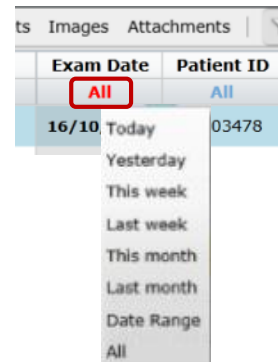 ts Images Attachments
Exam Date Patient ID
All All
16/10 03478
Today
Yesterday
This week
Last week
This month
Last month
Date Range
All